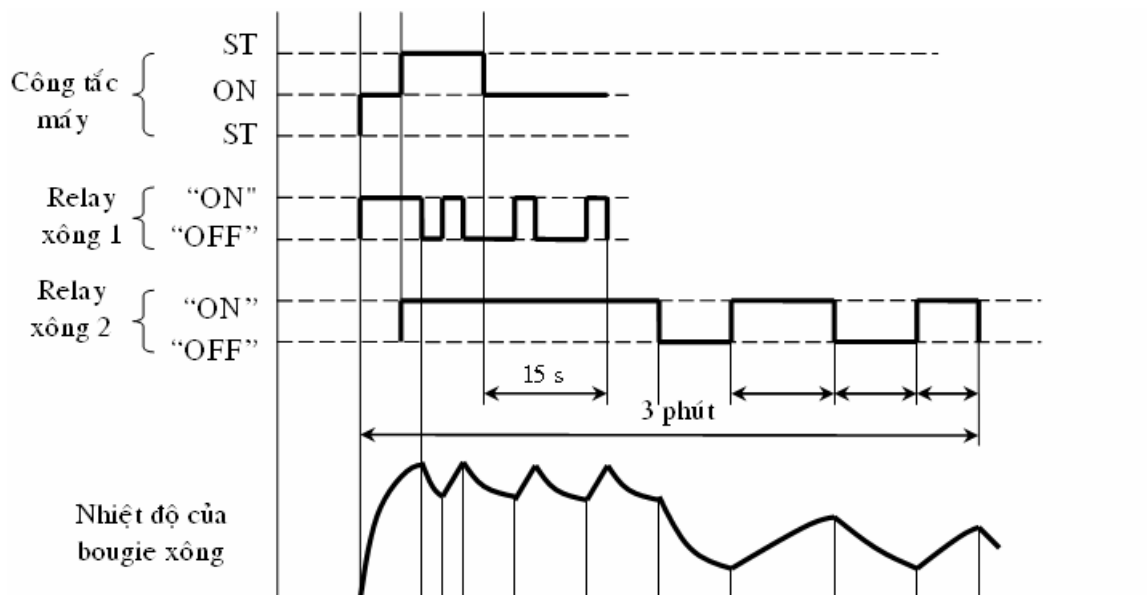 ST
Công tắc
máy
ON
ST
Relay
xông 1
“ON"
“OFF”
Relay
xông 2
“ON”
“OFF”
15 s
3 phút
Nhiệt độ của
bougie xông